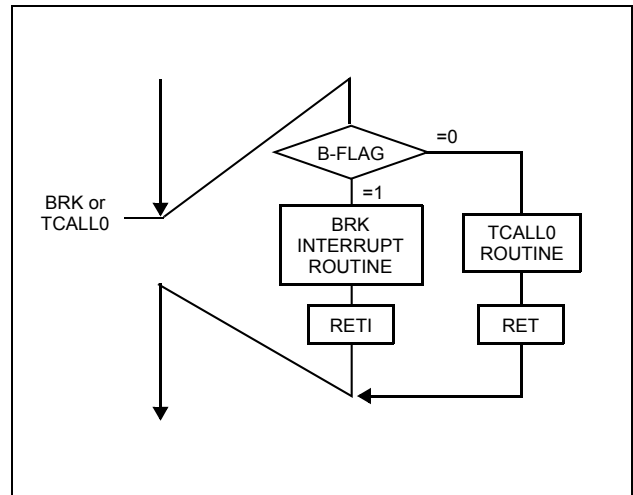 B-FLAG
=0
=1
BRK or
TCALL0
BRK
INTERRUPT
ROUTINE
TCALL0
ROUTINE
RETI
RET